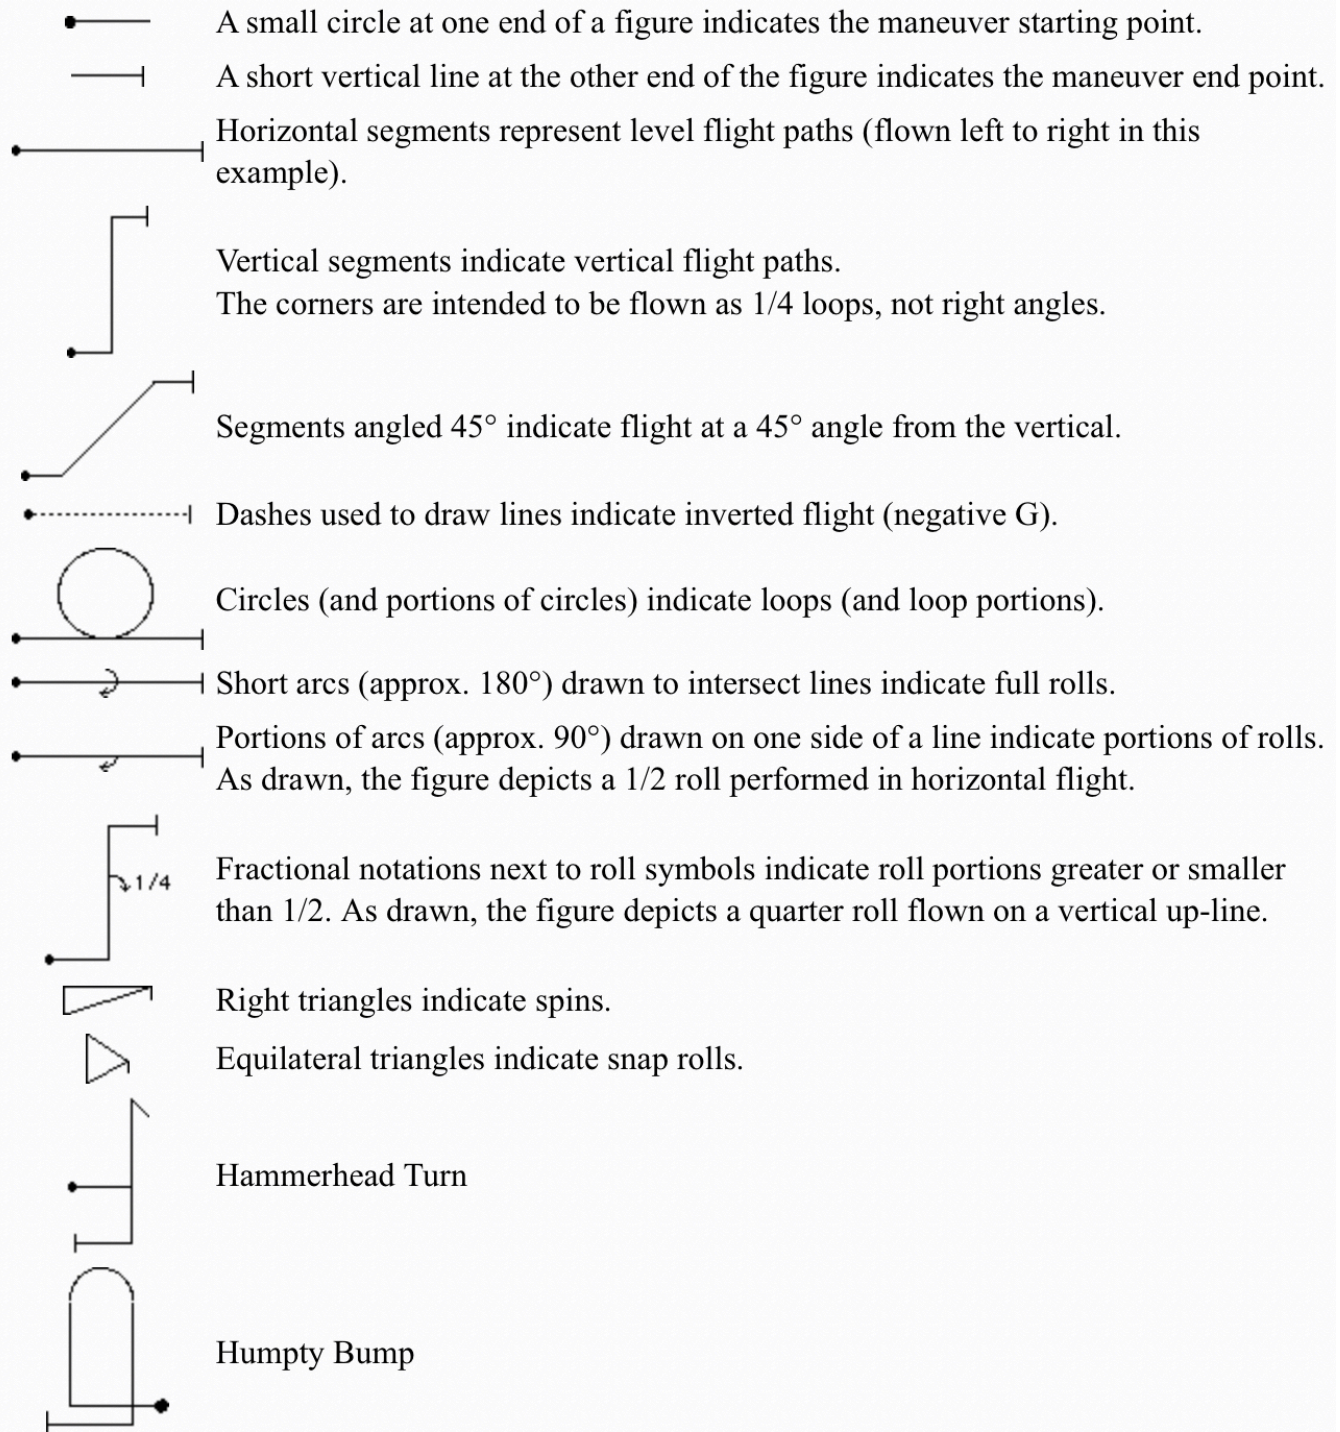 A small circle at one end of a figure indicates the maneuver starting point.
A short vertical line at the other end of the figure indicates the maneuver end point.
Horizontal segments represent level flight paths (flown left to right in this
example).
Vertical segments indicate vertical flight paths.
The corners are intended to be flown as 1/4 loops, not right angles.
Segments angled 45° indicate flight at a 45° angle from the vertical.
Dashes used to draw lines indicate inverted flight (negative G).
Circles (and portions of circles) indicate loops (and loop portions).
Short arcs (approx. 180°) drawn to intersect lines indicate full rolls.
Portions of arcs (approx. 90°) drawn on one side of a line indicate portions of rolls.
As drawn, the figure depicts a 1/2 roll performed in horizontal flight.
1/4
Fractional notations next to roll symbols indicate roll portions greater or smaller
than 1/2. As drawn, the figure depicts a quarter roll flown on a vertical up-line.
Right triangles indicate spins.
Equilateral triangles indicate snap rolls.
Hammerhead Turn
Humpty Bump